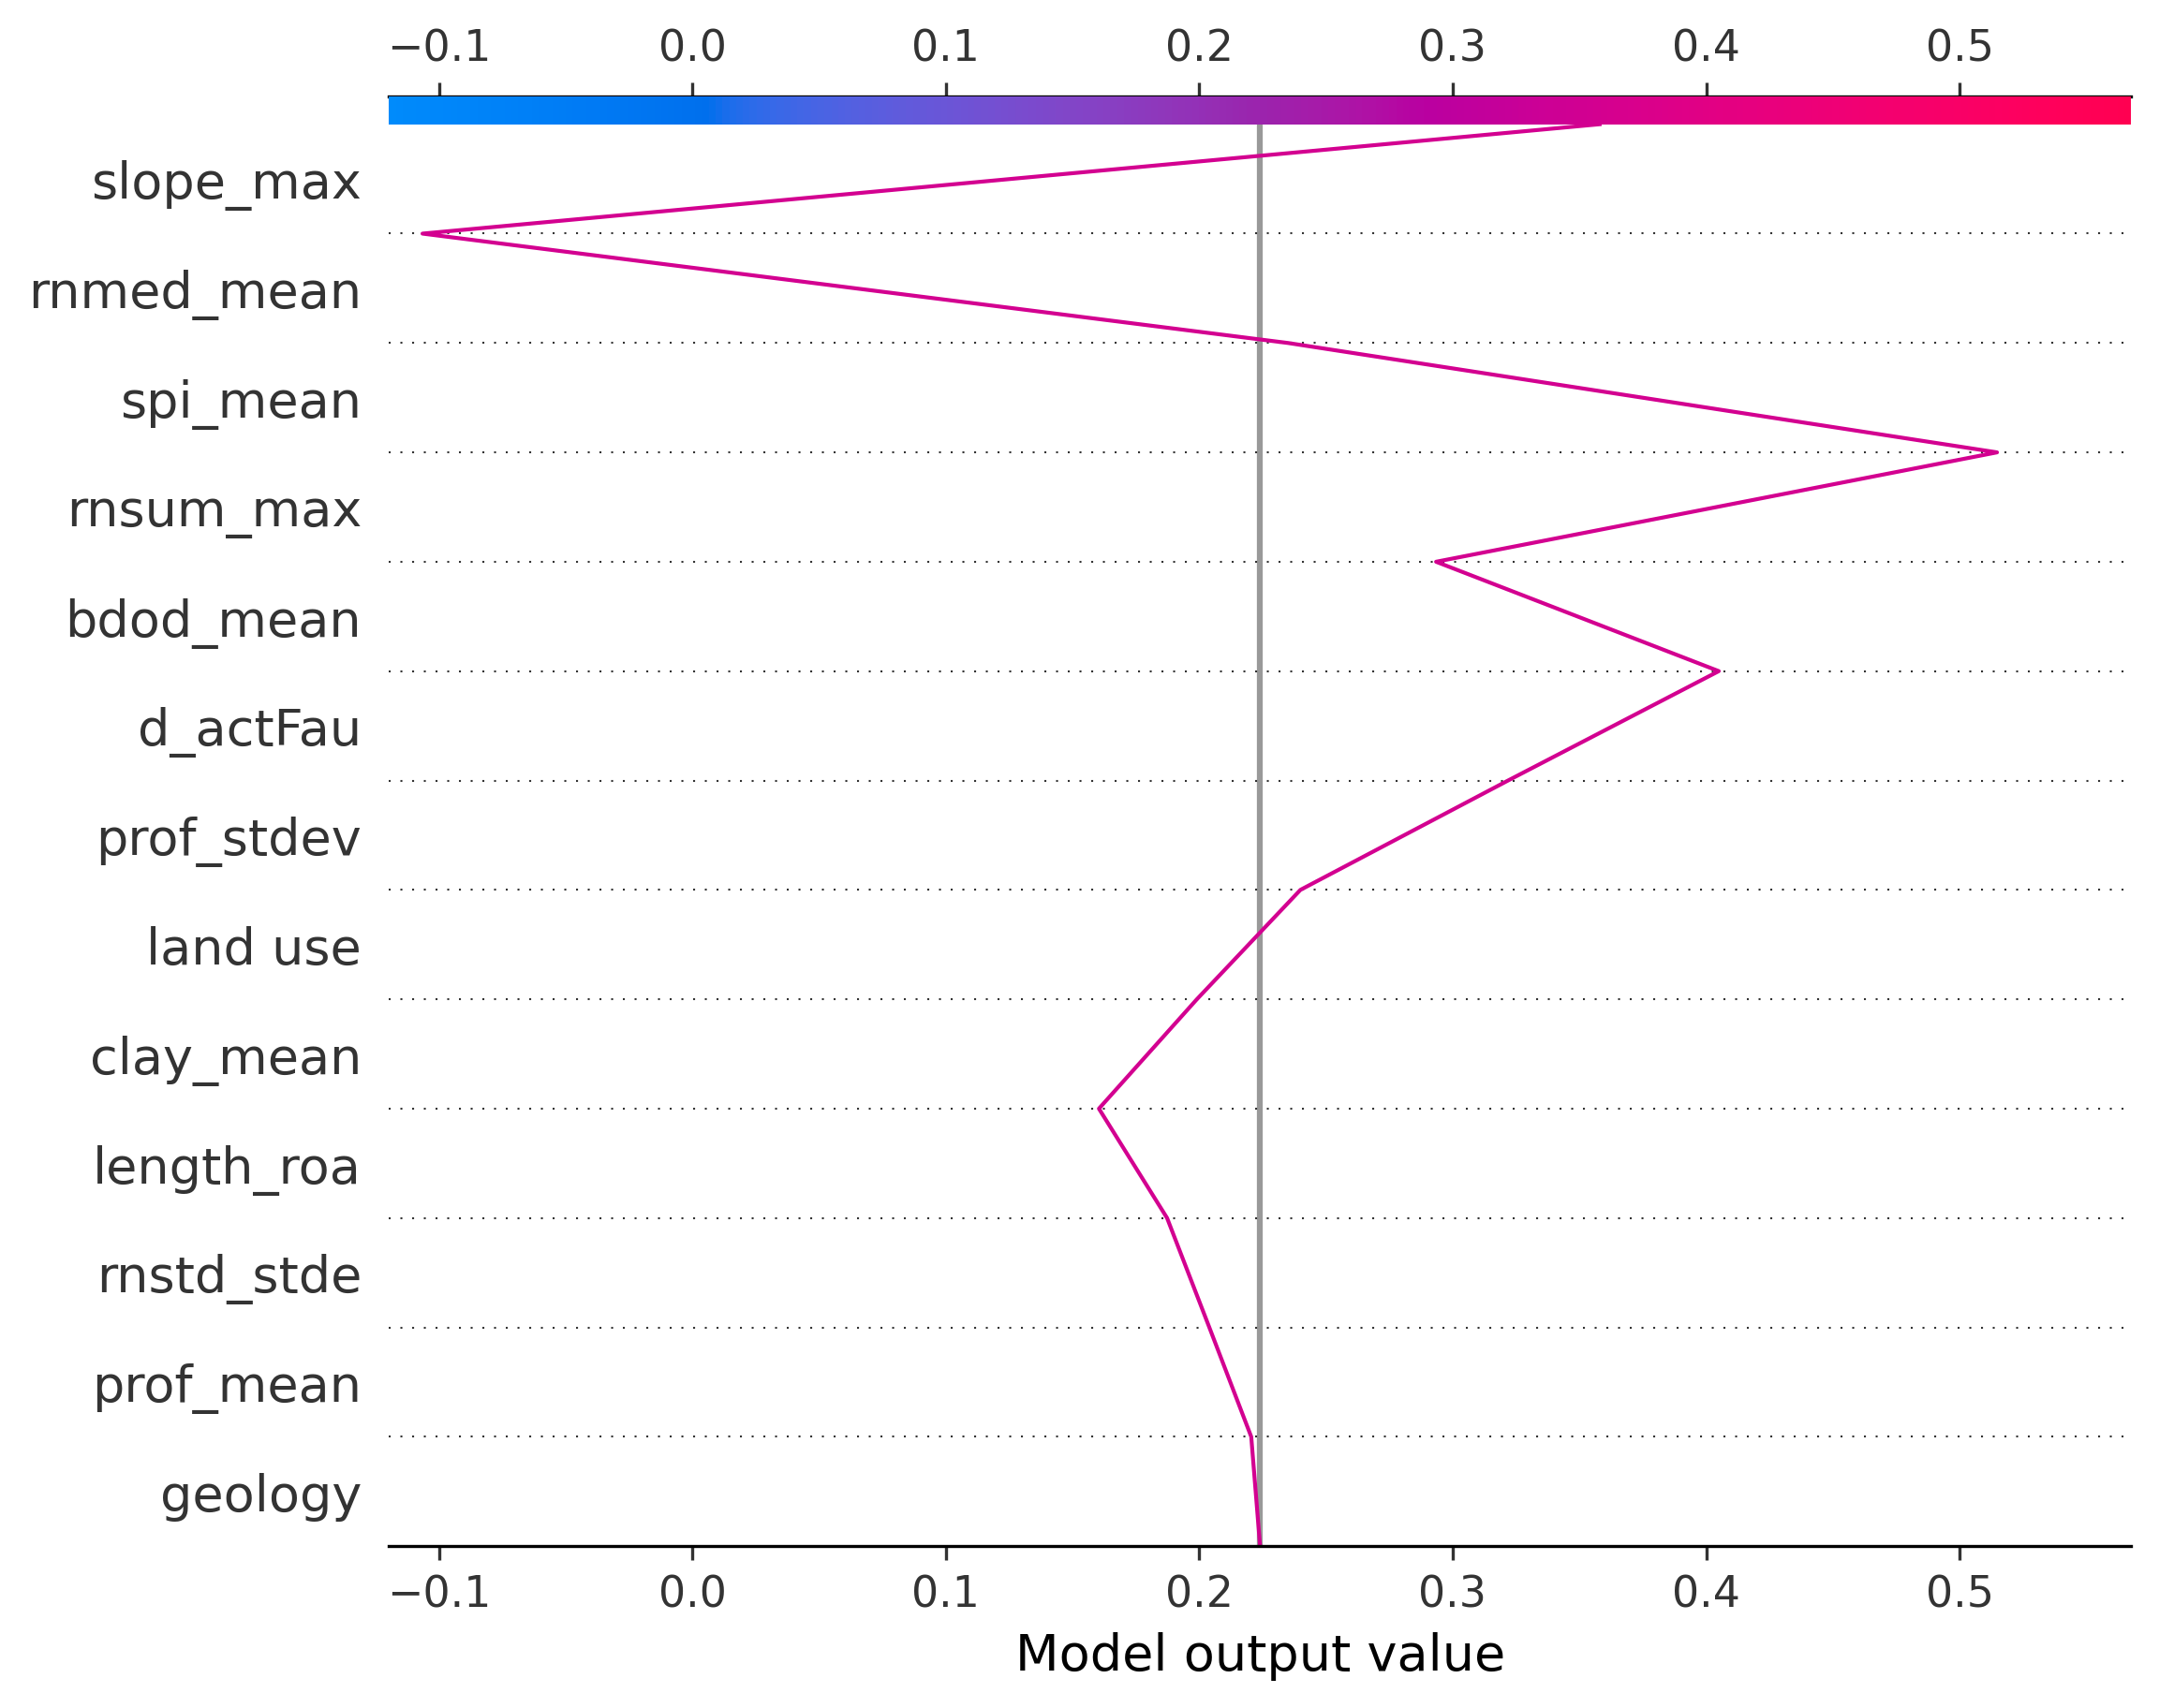 −0.1 0.0 0.1 0.2 0.3 0.4 0.5
slope_max
rnmed_mean
spi_mean
rnsum_max
bdod_mean
d_actFau
prof_stdev
land use
clay_mean
length_roa
rnstd_stde
prof_mean
geology
−0.1 0.0 0.1 0.2 0.3 0.4 0.5
Model output value